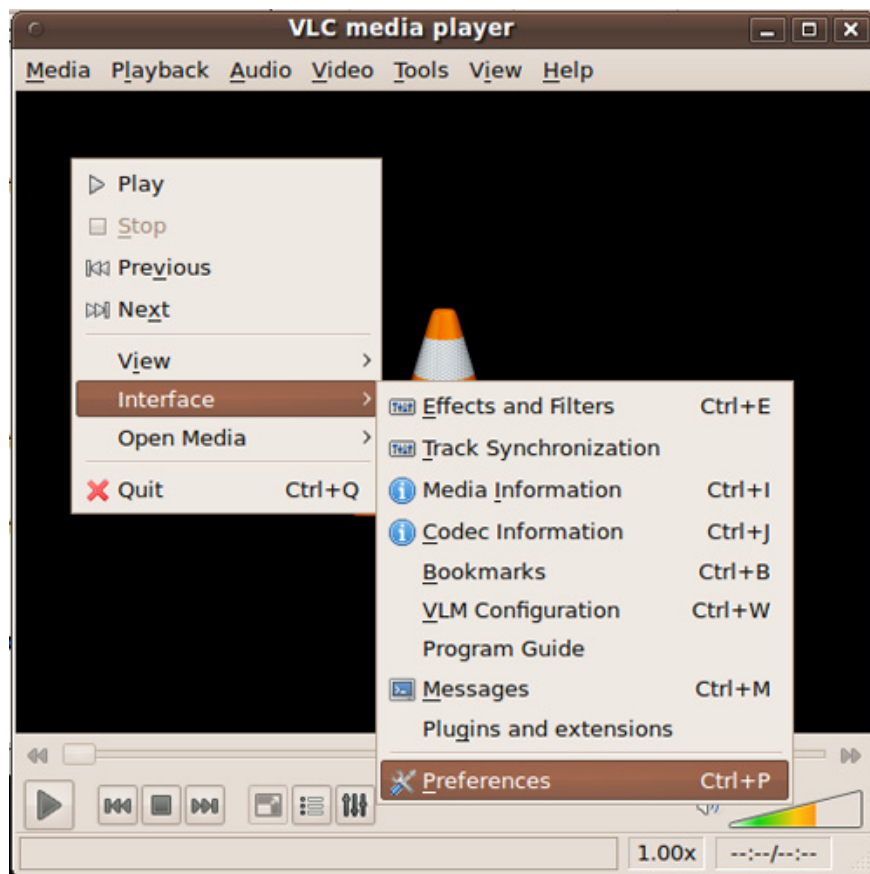 VLC media player
Media Playback Audio Video Tools View Help
Play
Stop
Previous
Next
View
Interface
Open Media
Quit Ctrl+Q
Effects and Filters Ctrl+E
Track Synchronization
Media Information Ctrl+I
Codec Information Ctrl+J
Bookmarks Ctrl+B
VLM Configuration Ctrl+W
Program Guide
Messages Ctrl+M
Plugins and extensions
Preferences Ctrl+P
1.00x --:--/--:--